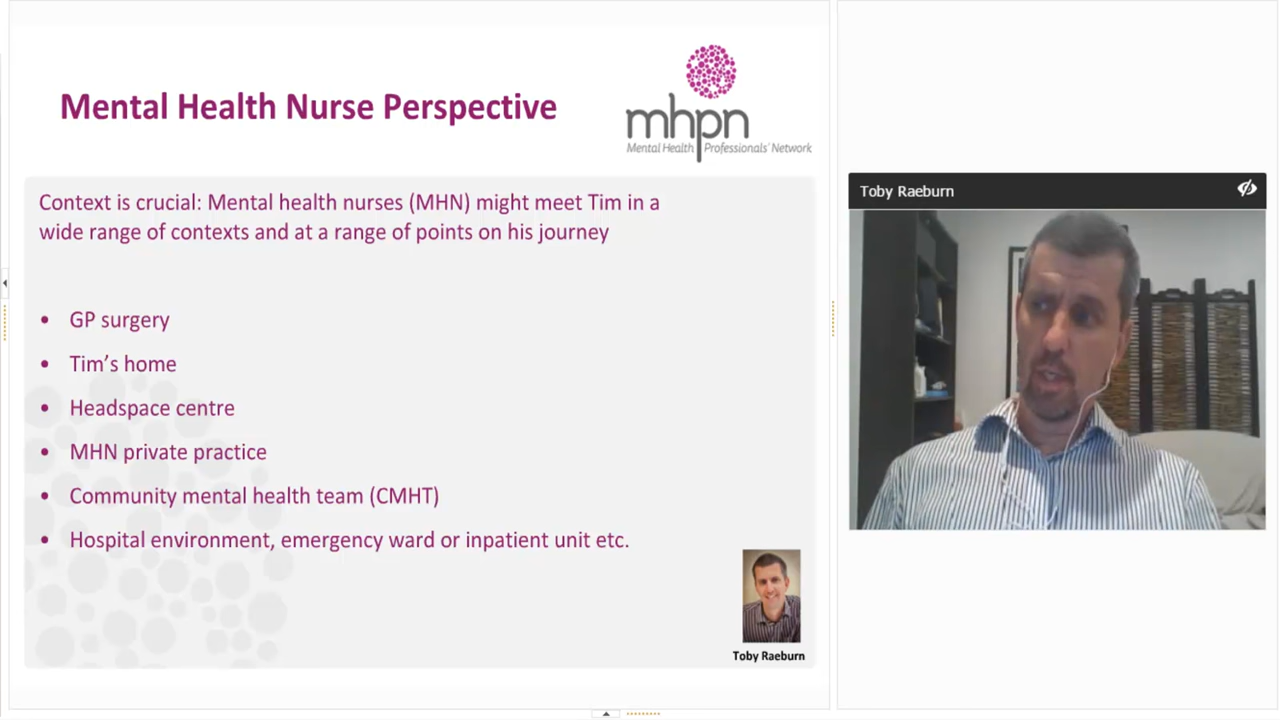 Mental Health Nurse Perspective
mhpn
Mental Health Professionals' Network
Context is crucial: Mental health nurses (MHN) might meet Tim in a
wide range of contexts and at a range of points on his journey
• GP surgery
• Tim's home
• Headspace centre
• MHN private practice
• Community mental health team (CMHT)
• Hospital environment, emergency ward or inpatient unit etc.
Toby Raeburn
Toby Raeburn